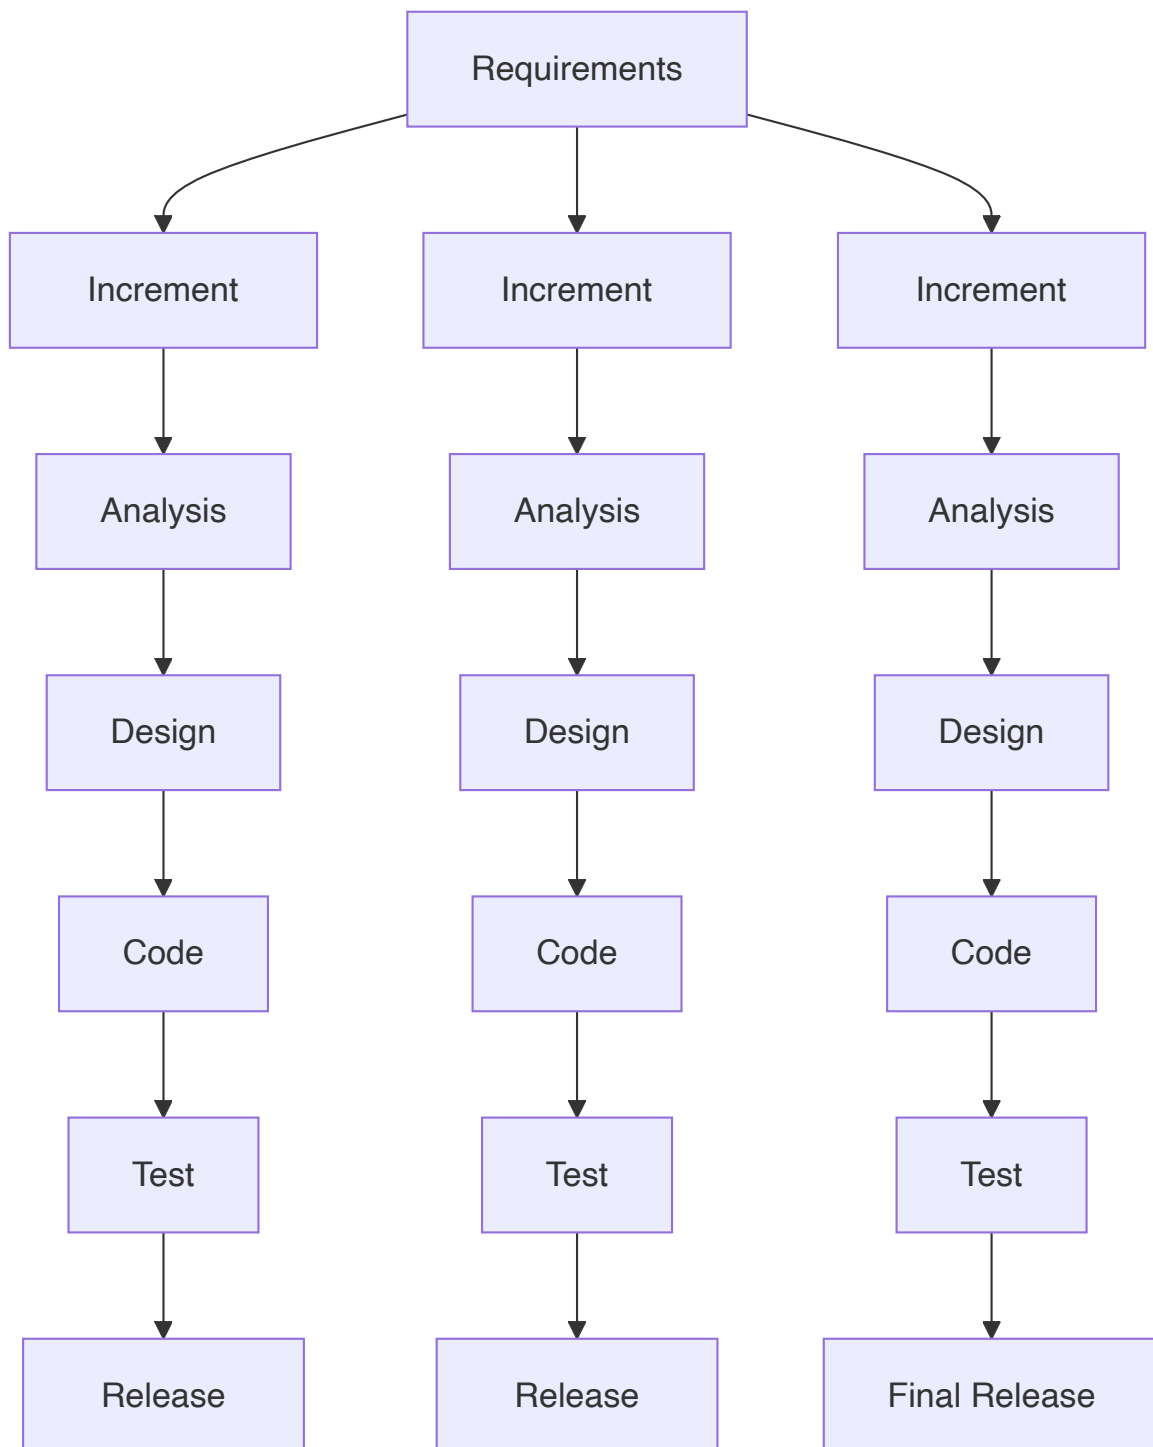 Requirements
Increment
Increment
Increment
Analysis
Analysis
Analysis
Design
Design
Design
Code
Code
Code
Test
Test
Test
Release
Release
Final Release